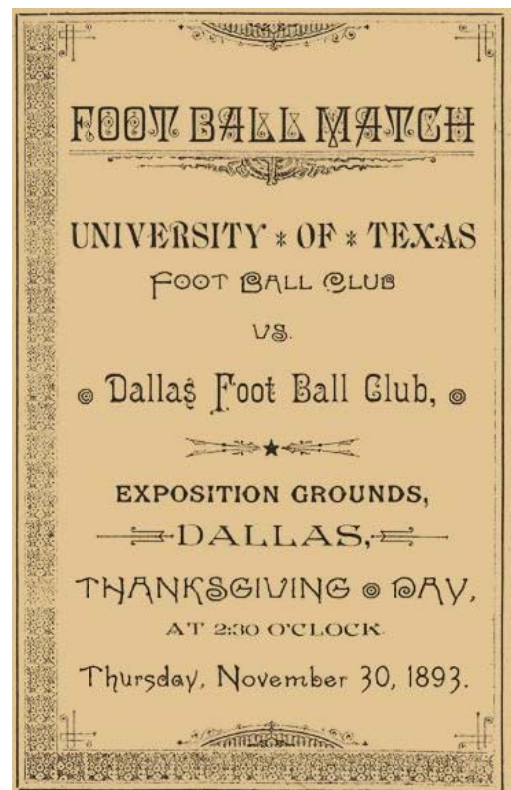 FOOT BALL MATCH
UNIVERSITY * OF * TEXAS
FOOT BALL CLUB
VS.
Dallas Foot Ball Club,
EXPOSITION GROUNDS,
DALLAS,
THANKSGIVING DAY,
AT 2:30 O'CLOCK.
Thursday, November 30, 1893.